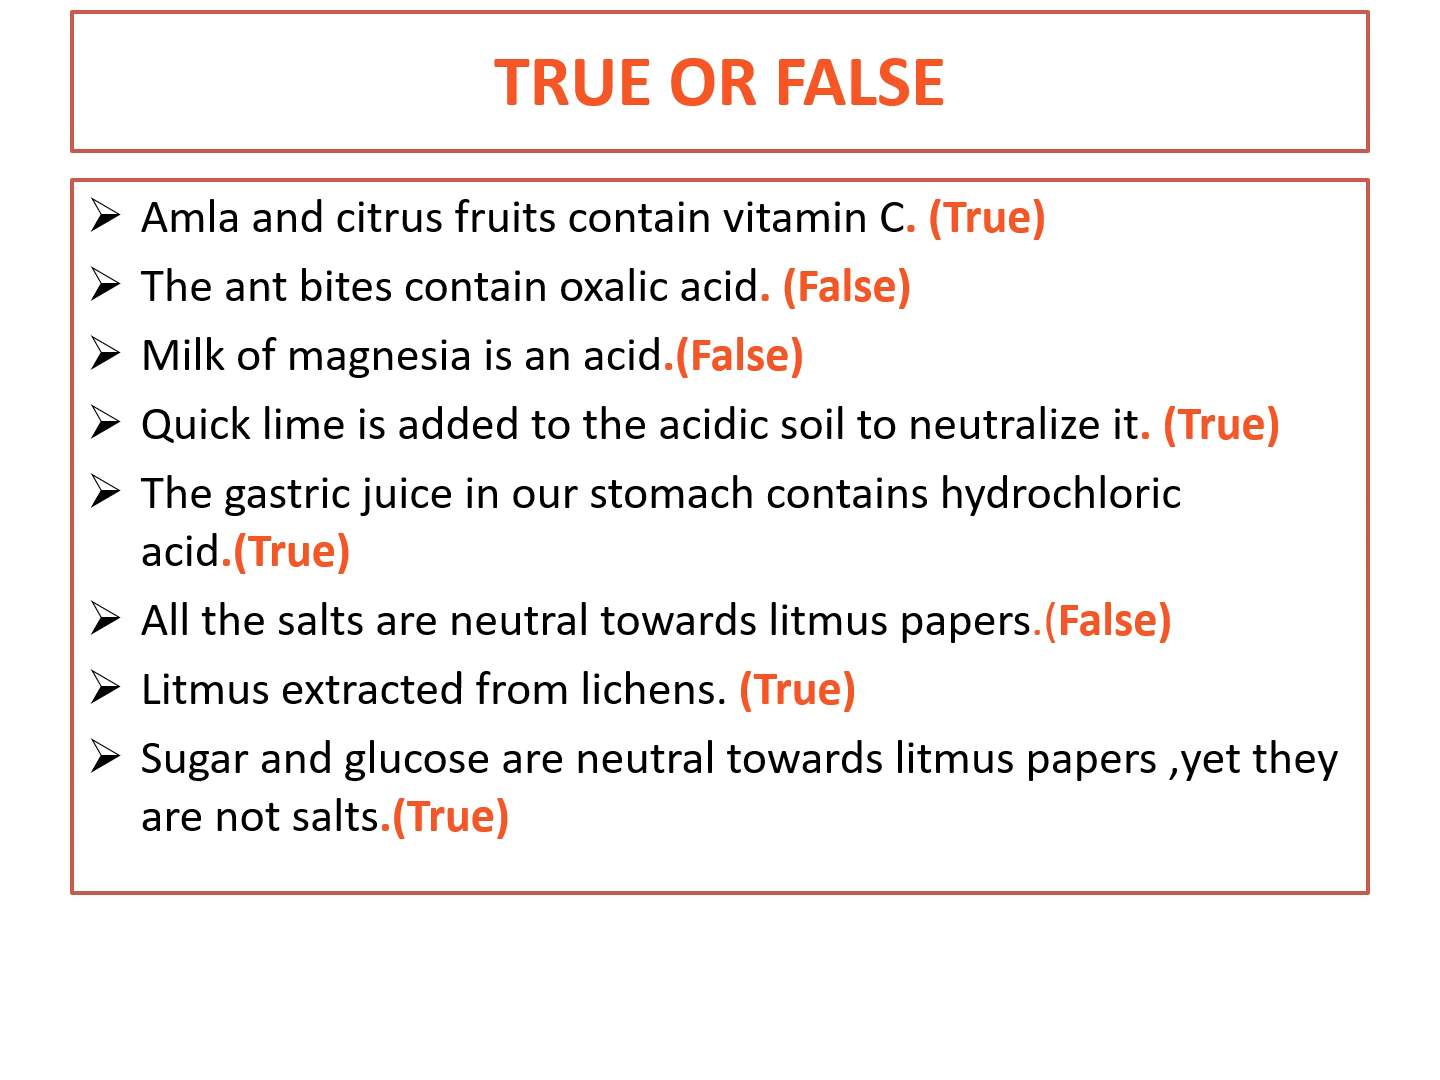 TRUE OR FALSE
➢ Amla and citrus fruits contain vitamin C. (True)
➢ The ant bites contain oxalic acid. (False)
➢ Milk of magnesia is an acid.(False)
➢ Quick lime is added to the acidic soil to neutralize it. (True)
➢ The gastric juice in our stomach contains hydrochloric
acid.(True)
➢ All the salts are neutral towards litmus papers.(False)
➢ Litmus extracted from lichens. (True)
➢ Sugar and glucose are neutral towards litmus papers ,yet they
are not salts.(True)